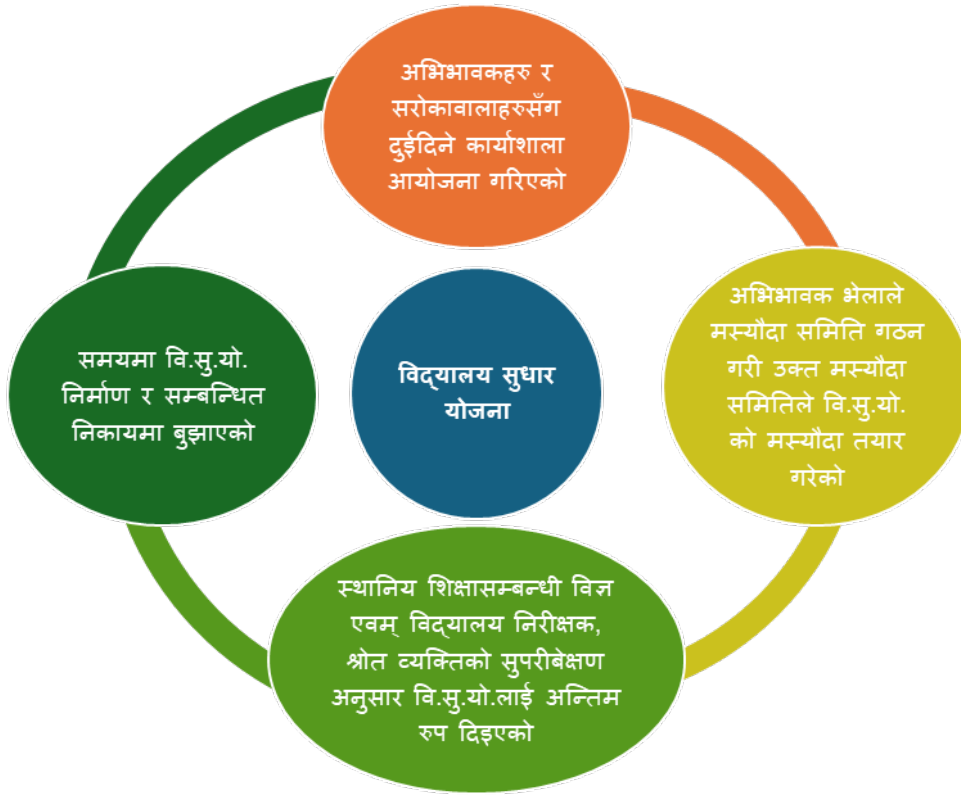 अभिभावकहरु र
सरोकावालाहरुसँग
दुईदिने कार्याशाला
आयोजना गरिएको
अभिभावक भेलाले
मस्यौदा समिति गठन
गरी उक्त मस्यौदा
समितिले वि.सु.यो.
को मस्यौदा तयार
गरेको
स्थानिय शिक्षासम्बन्धी विज्ञ
एवम् विद्यालय निरीक्षक,
श्रोत व्यक्तिको सुपरीबेक्षण
अनुसार वि.सु.यो.लाई अन्तिम
रुप दिइएको
समयमा वि.सु.यो.
निर्माण र सम्बन्धित
निकायमा बुझाएको
विद्यालय सुधार
योजना